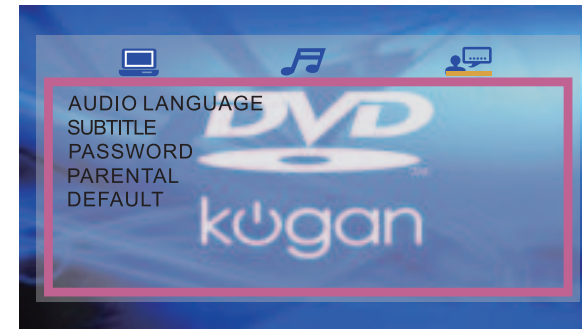 AUDIO LANGUAGE
SUBTITLE
PASSWORD
PARENTAL
DEFAULT
DVD
kogan